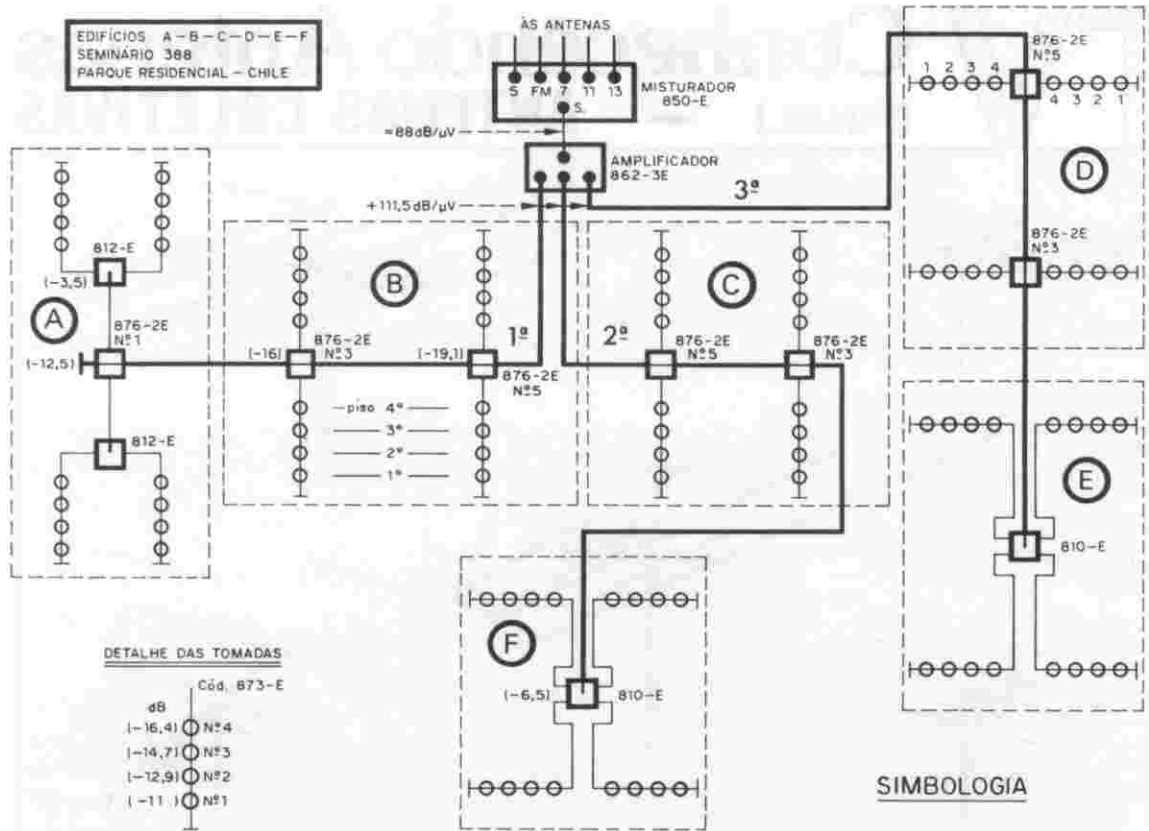 EDIFÍCIOS A-B-C-D-E-F
SEMINÁRIO 388
PARQUE RESIDENCIAL - CHILE
ÀS ANTENAS
5 FM 7 11 13
S.
MISTURADOR
850-E
≈88dB/µV
AMPLIFICADOR
862-3E
+111,5dB/µV
3ª
876-2E
Nº5
1 2 3 4
4 3 2 1
D
876-2E
Nº3
812-E
(-3,5)
A
876-2E
Nº1
(-12,5)
812-E
B
(-16)
876-2E
Nº3
(-19,1)
1ª
876-2E
Nº5
piso 4º
3º
2º
1º
2ª
C
876-2E
Nº5
876-2E
Nº3
E
810-E
F
(-6,5)
810-E
DETALHE DAS TOMADAS
Cód. 873-E
dB
(-16,4) Nº4
(-14,7) Nº3
(-12,9) Nº2
(-11 ) Nº1
SIMBOLOGIA